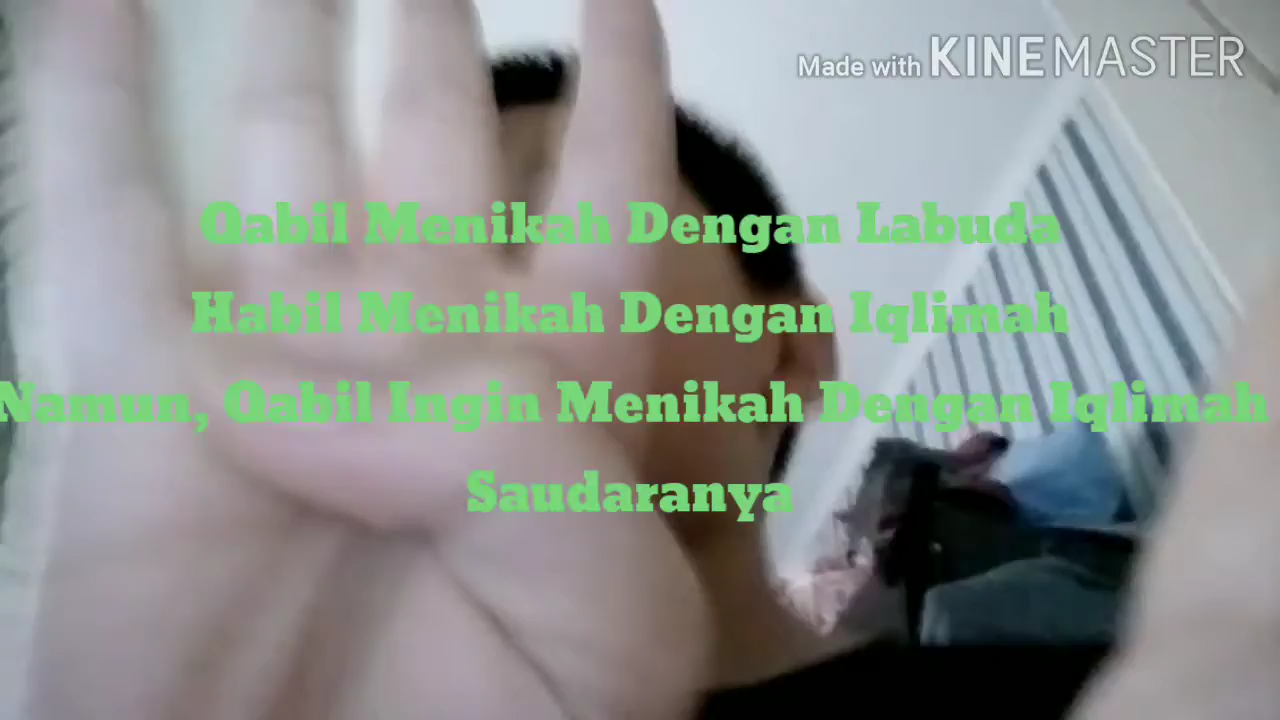 Made with KINEMASTER
Qabil Menikah Dengan Labuda
Habil Menikah Dengan Iqlimah
Namun, Qabil Ingin Menikah Dengan Iqlimah
Saudaranya